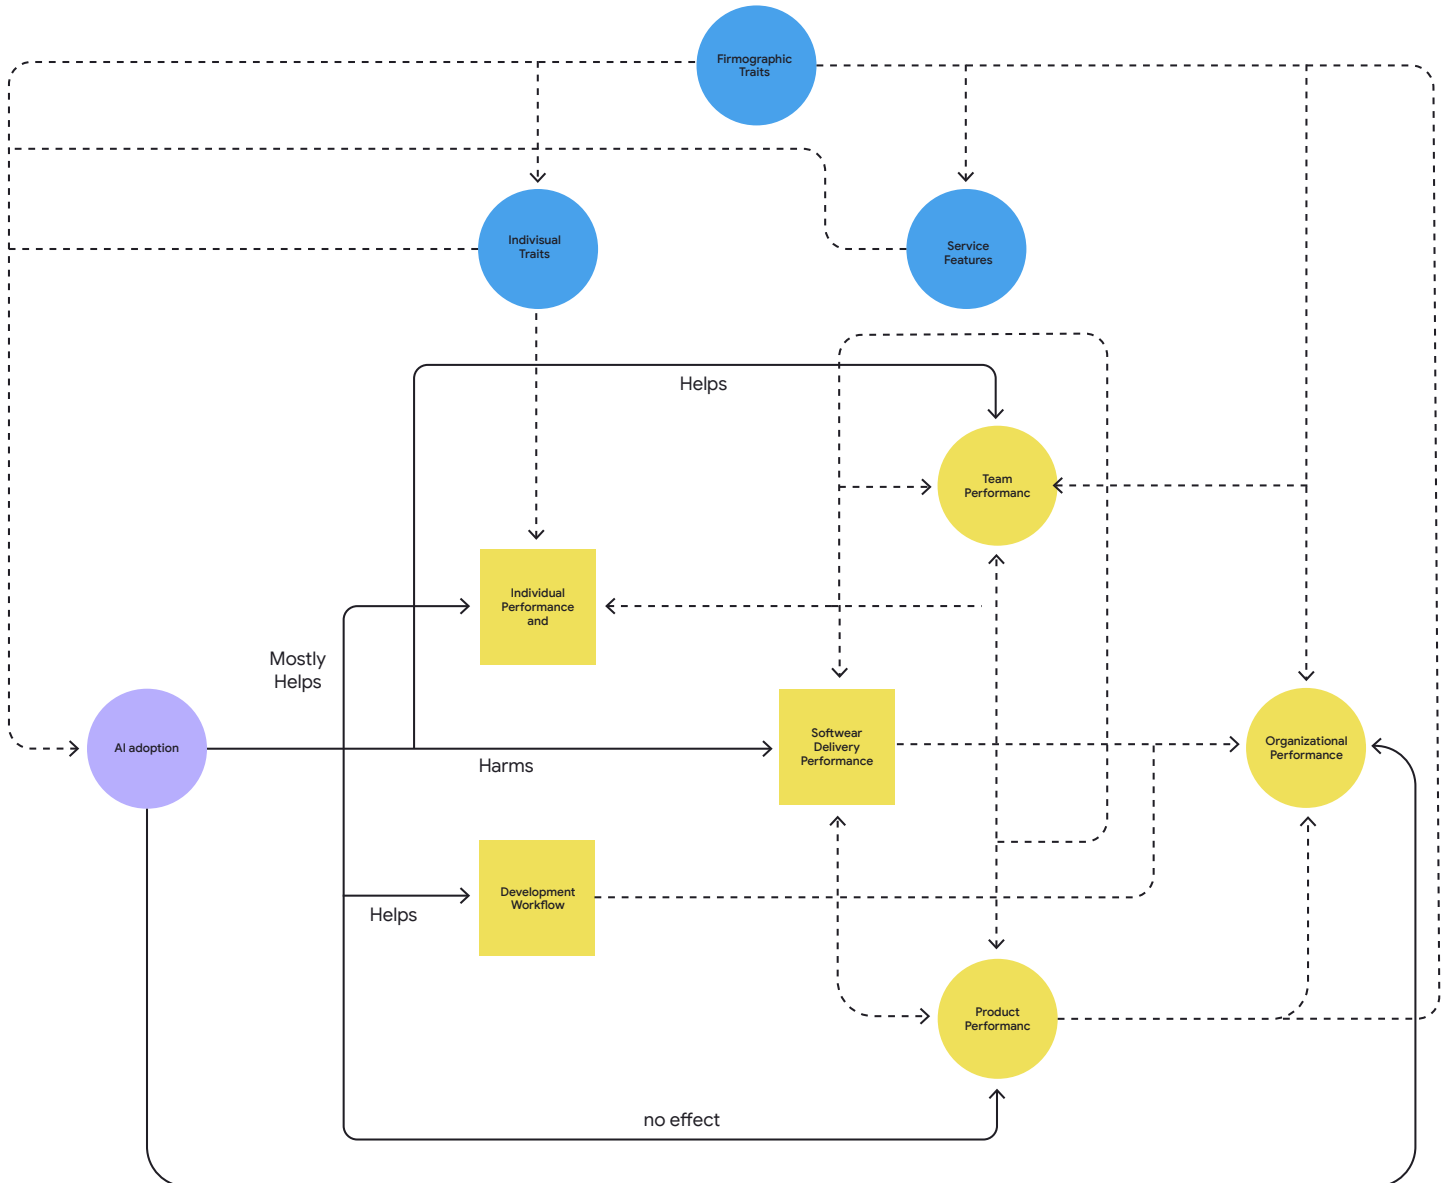 Firmographic
Traits
Indivisual
Traits
Service
Features
Helps
Team
Performanc
Individual
Performance
and
Mostly
Helps
AI adoption
Harms
Softwear
Delivery
Performance
Organizational
Performance
Development
Workflow
Helps
Product
Performanc
no effect